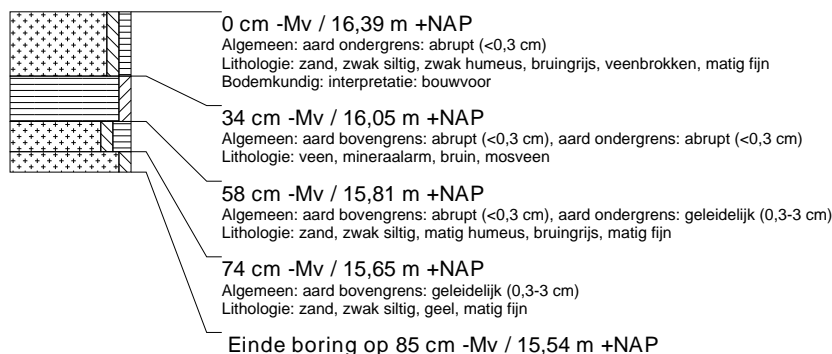 0 cm -Mv / 16,39 m +NAP
Algemeen: aard ondergrens: abrupt (<0,3 cm)
Lithologie: zand, zwak siltig, zwak humeus, bruingrijs, veenbrokken, matig fijn
Bodemkundig: interpretatie: bouwvoor
34 cm -Mv / 16,05 m +NAP
Algemeen: aard bovengrens: abrupt (<0,3 cm), aard ondergrens: abrupt (<0,3 cm)
Lithologie: veen, mineraalarm, bruin, mosveen
58 cm -Mv / 15,81 m +NAP
Algemeen: aard bovengrens: abrupt (<0,3 cm), aard ondergrens: geleidelijk (0,3-3 cm)
Lithologie: zand, zwak siltig, matig humeus, bruingrijs, matig fijn
74 cm -Mv / 15,65 m +NAP
Algemeen: aard bovengrens: geleidelijk (0,3-3 cm)
Lithologie: zand, zwak siltig, geel, matig fijn
Einde boring op 85 cm -Mv / 15,54 m +NAP